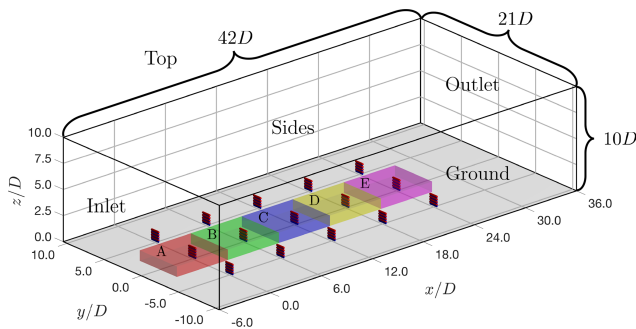 42D
21D
Top
Outlet
10D
Sides
Ground
Inlet
A
B
C
D
E
z/D
10.0
7.5
5.0
2.5
0.0
y/D
10.0
5.0
0.0
-5.0
-10.0
x/D
-6.0
0.0
6.0
12.0
18.0
24.0
30.0
36.0